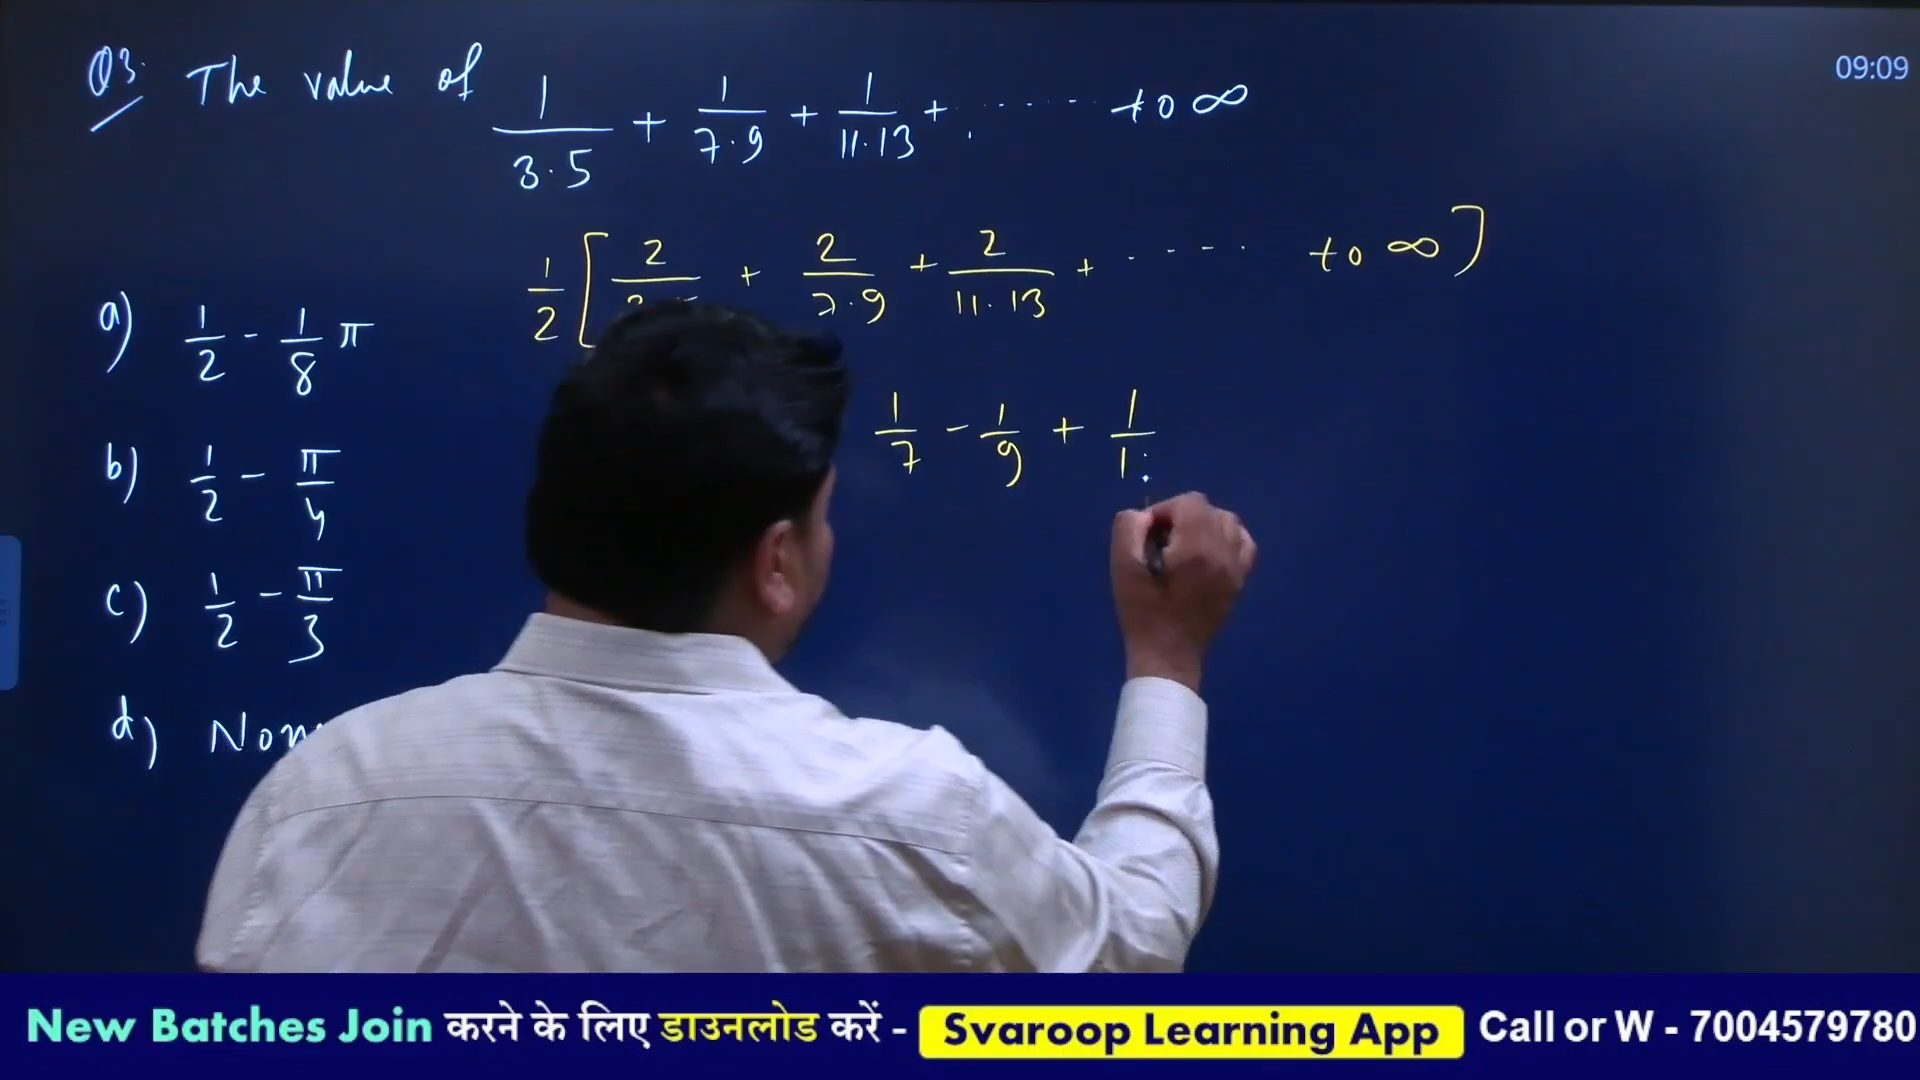 09:09
Q3. The value of 1/3.5 + 1/7.9 + 1/11.13 + ........ to ∞
1/2 [ 2/ + 2/7.9 + 2/11.13 + ..... to ∞ ]
a) 1/2 - 1/8 π
1/7 - 1/9 + 1/
b) 1/2 - π/4
c) 1/2 - π/3
d)
New Batches Join करने के लिए डाउनलोड करें - Svaroop Learning App Call or W - 7004579780